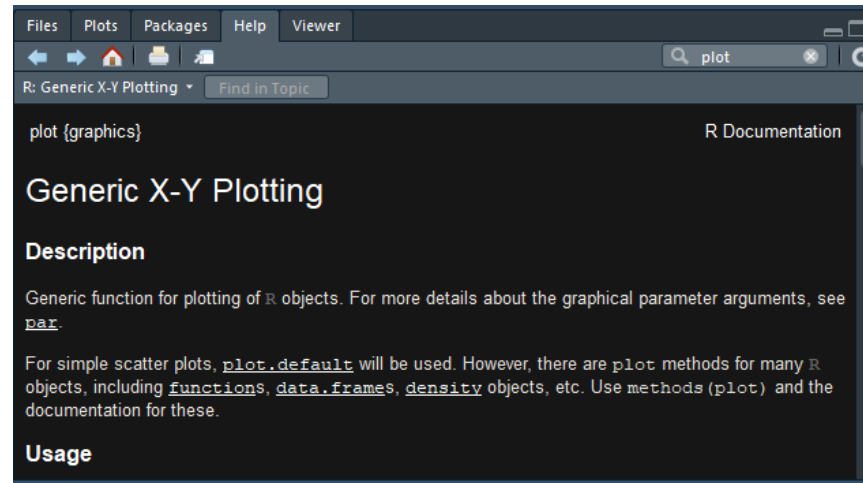 Files Plots Packages Help Viewer
plot
R: Generic X-Y Plotting Find in Topic
plot {graphics} R Documentation
Generic X-Y Plotting
Description
Generic function for plotting of R objects. For more details about the graphical parameter arguments, see
par.
For simple scatter plots, plot.default will be used. However, there are plot methods for many R
objects, including functions, data.frames, density objects, etc. Use methods(plot) and the
documentation for these.
Usage